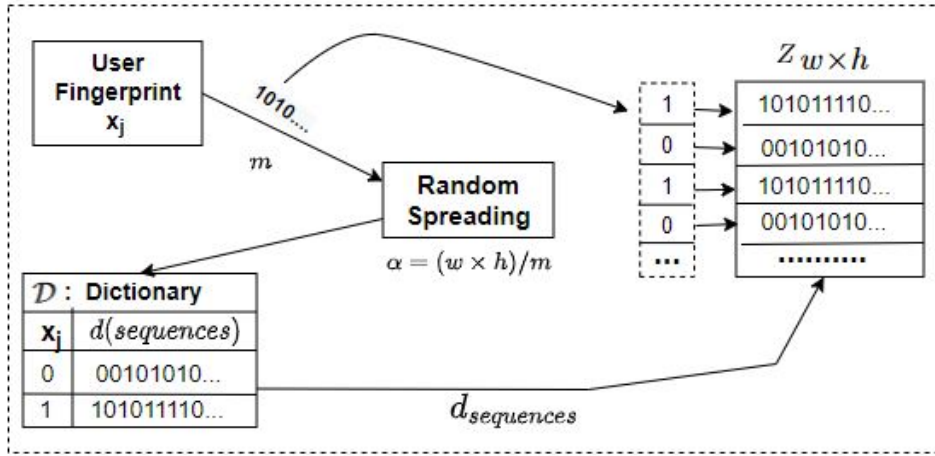 User
Fingerprint
x_j
1010....
m
Random
Spreading
α = (w × h)/m
𝒟 : Dictionary
x_j d(sequences)
0 00101010...
1 101011110...
d_sequences
Z_{w×h}
1 101011110...
0 00101010...
1 101011110...
0 00101010...
... ..........